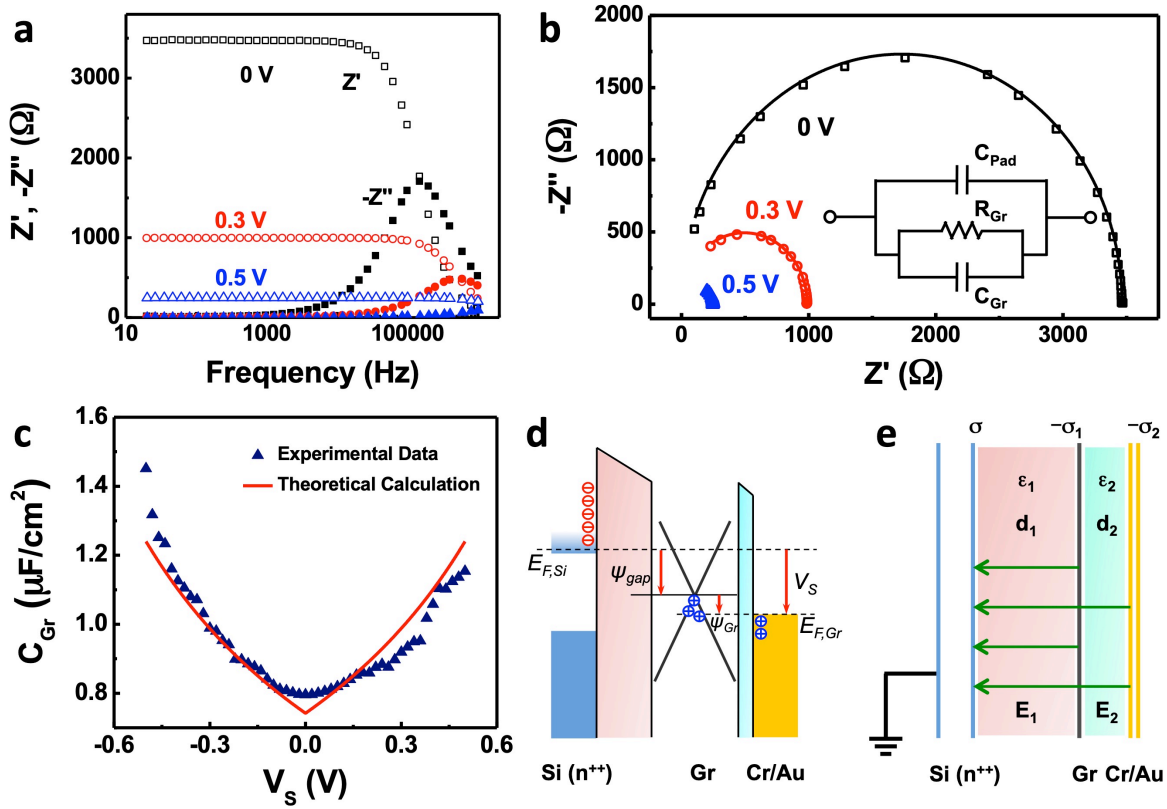 a
Z', -Z" (Ω)
3000
2000
1000
0
10
1000
100000
Frequency (Hz)
0 V
Z'
-Z"
0.3 V
0.5 V
b
-Z" (Ω)
2000
1500
1000
500
0
0
1000
2000
3000
Z' (Ω)
0 V
0.3 V
0.5 V
C_Pad
R_Gr
C_Gr
c
C_Gr (μF/cm²)
1.6
1.4
1.2
1.0
0.8
-0.6
-0.3
0.0
0.3
0.6
V_S (V)
Experimental Data
Theoretical Calculation
d
E_F,Si
ψ_gap
ψ_Gr
V_S
E_F,Gr
Si (n⁺⁺)
Gr
Cr/Au
e
σ
−σ₁
−σ₂
ε₁
ε₂
d₁
d₂
E₁
E₂
Si (n⁺⁺)
Gr Cr/Au